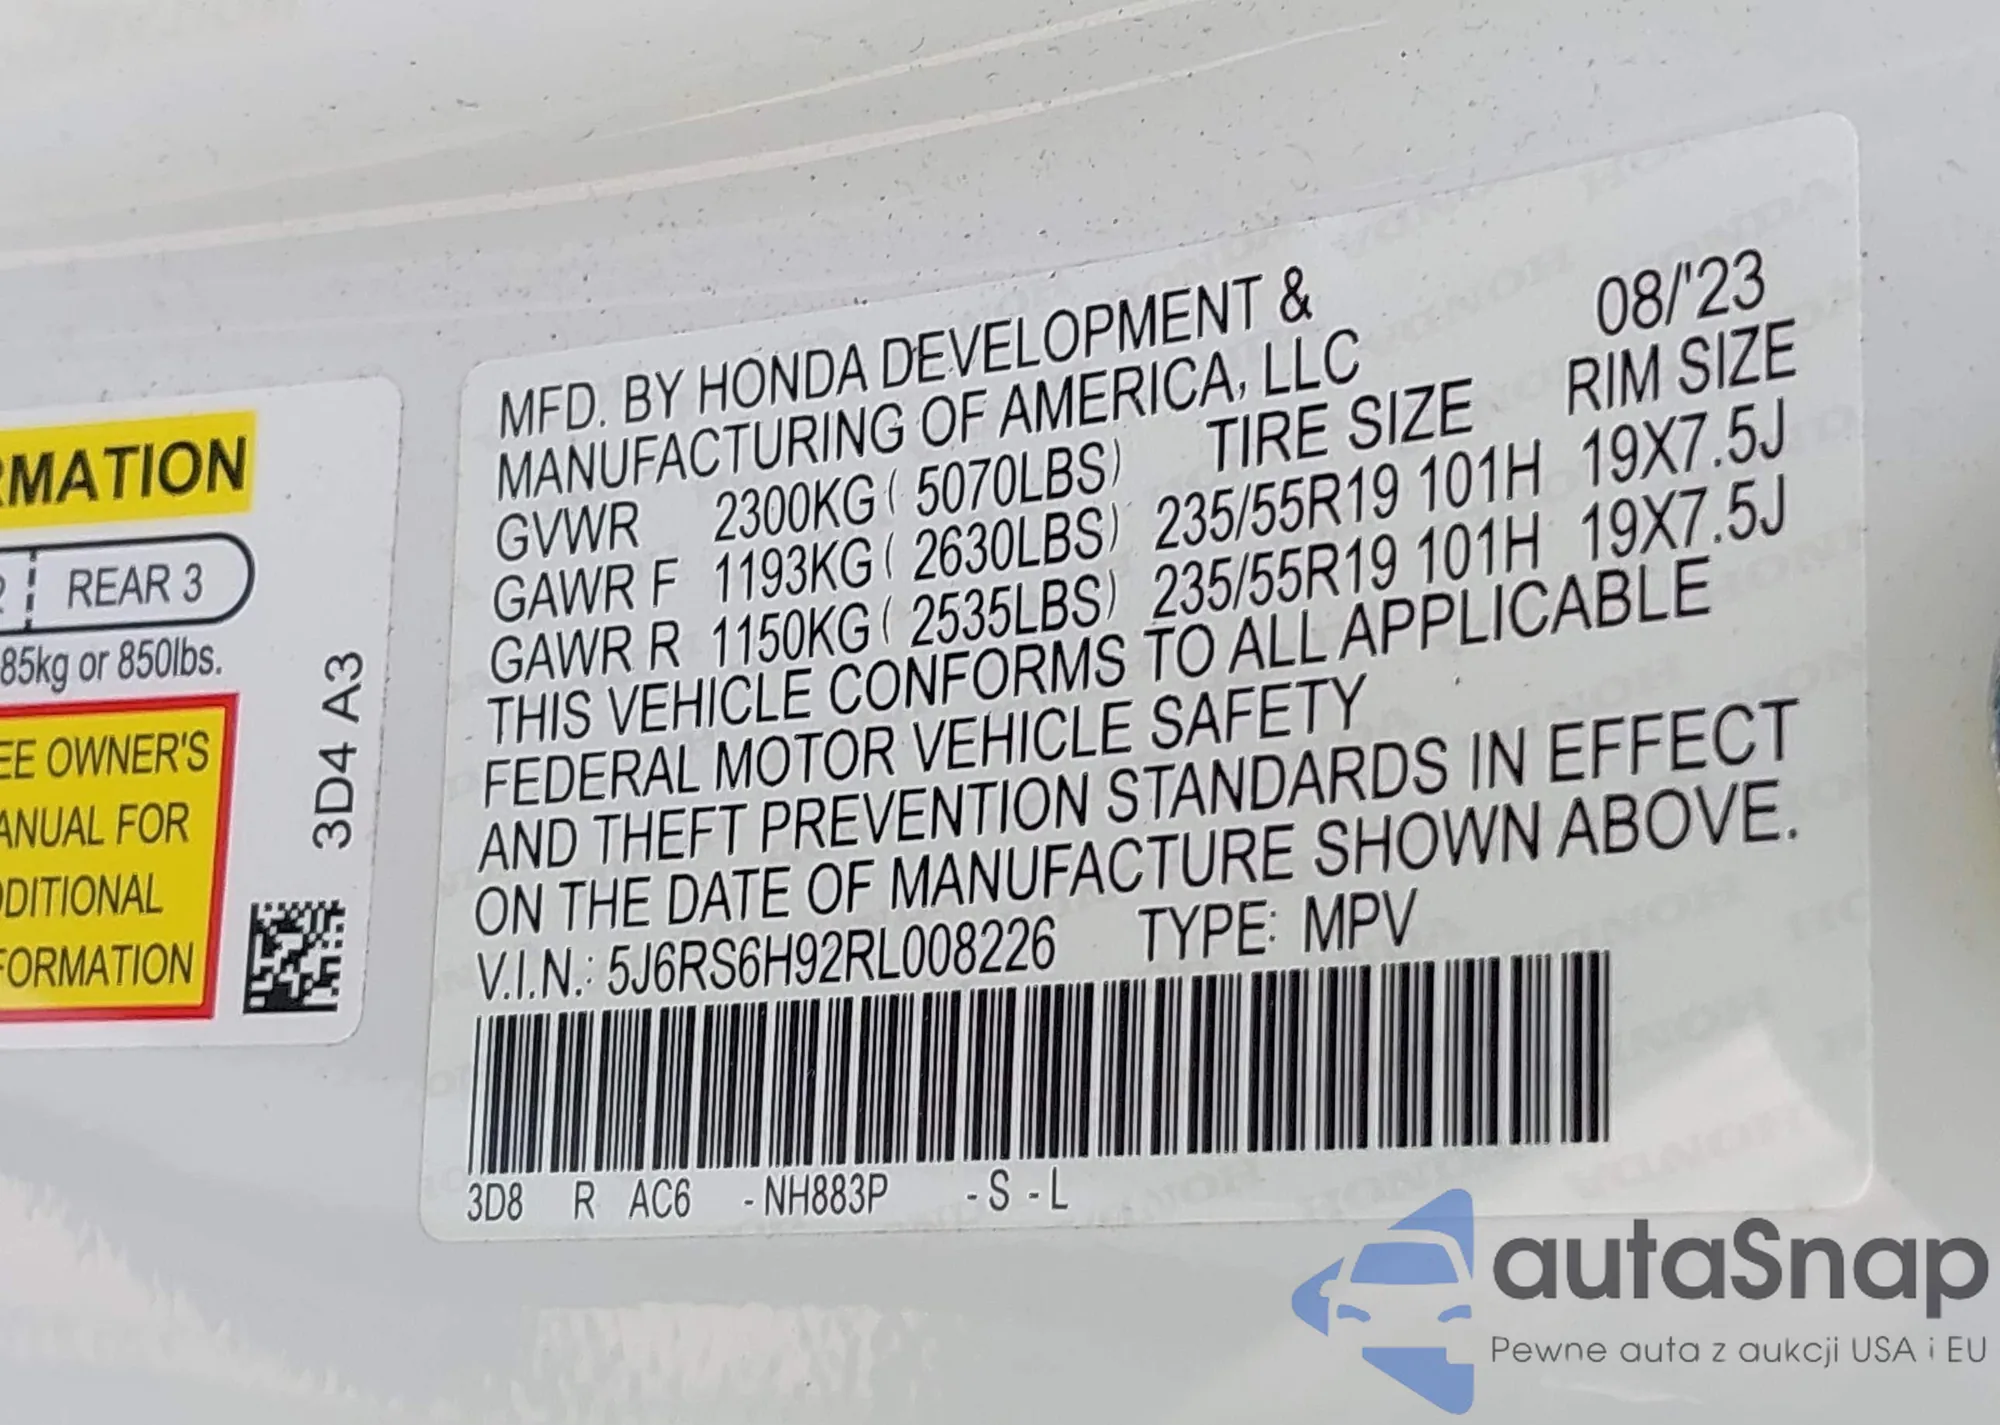 RMATION
REAR 3
85kg or 850lbs.
EE OWNER'S
ANUAL FOR
DDITIONAL
FORMATION
3D4 A3
MFD. BY HONDA DEVELOPMENT & 08/'23
MANUFACTURING OF AMERICA, LLC
TIRE SIZE RIM SIZE
GVWR 2300KG( 5070LBS)
GAWR F 1193KG( 2630LBS) 235/55R19 101H 19X7.5J
GAWR R 1150KG( 2535LBS) 235/55R19 101H 19X7.5J
THIS VEHICLE CONFORMS TO ALL APPLICABLE
FEDERAL MOTOR VEHICLE SAFETY
AND THEFT PREVENTION STANDARDS IN EFFECT
ON THE DATE OF MANUFACTURE SHOWN ABOVE.
V.I.N.: 5J6RS6H92RL008226 TYPE: MPV
3D8 R AC6 -NH883P -S -L
autaSnap
Pewne auta z aukcji USA i EU